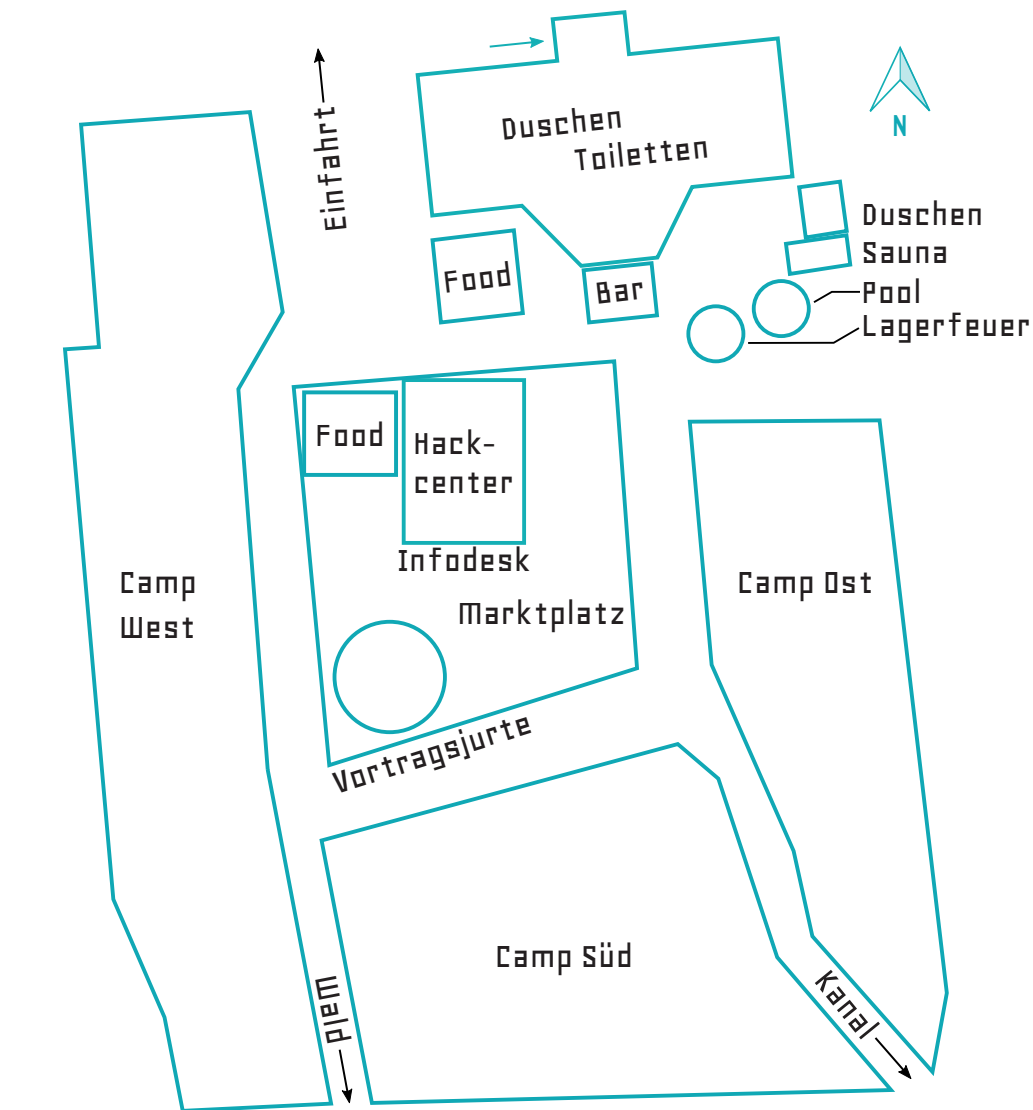 Einfahrt
Duschen
Toiletten
N
Duschen
Sauna
Pool
Lagerfeuer
Food
Bar
Food
Hack-
center
Infodesk
Marktplatz
Camp
West
Camp Ost
Vortragsjurte
Camp Süd
Wald
Kanal